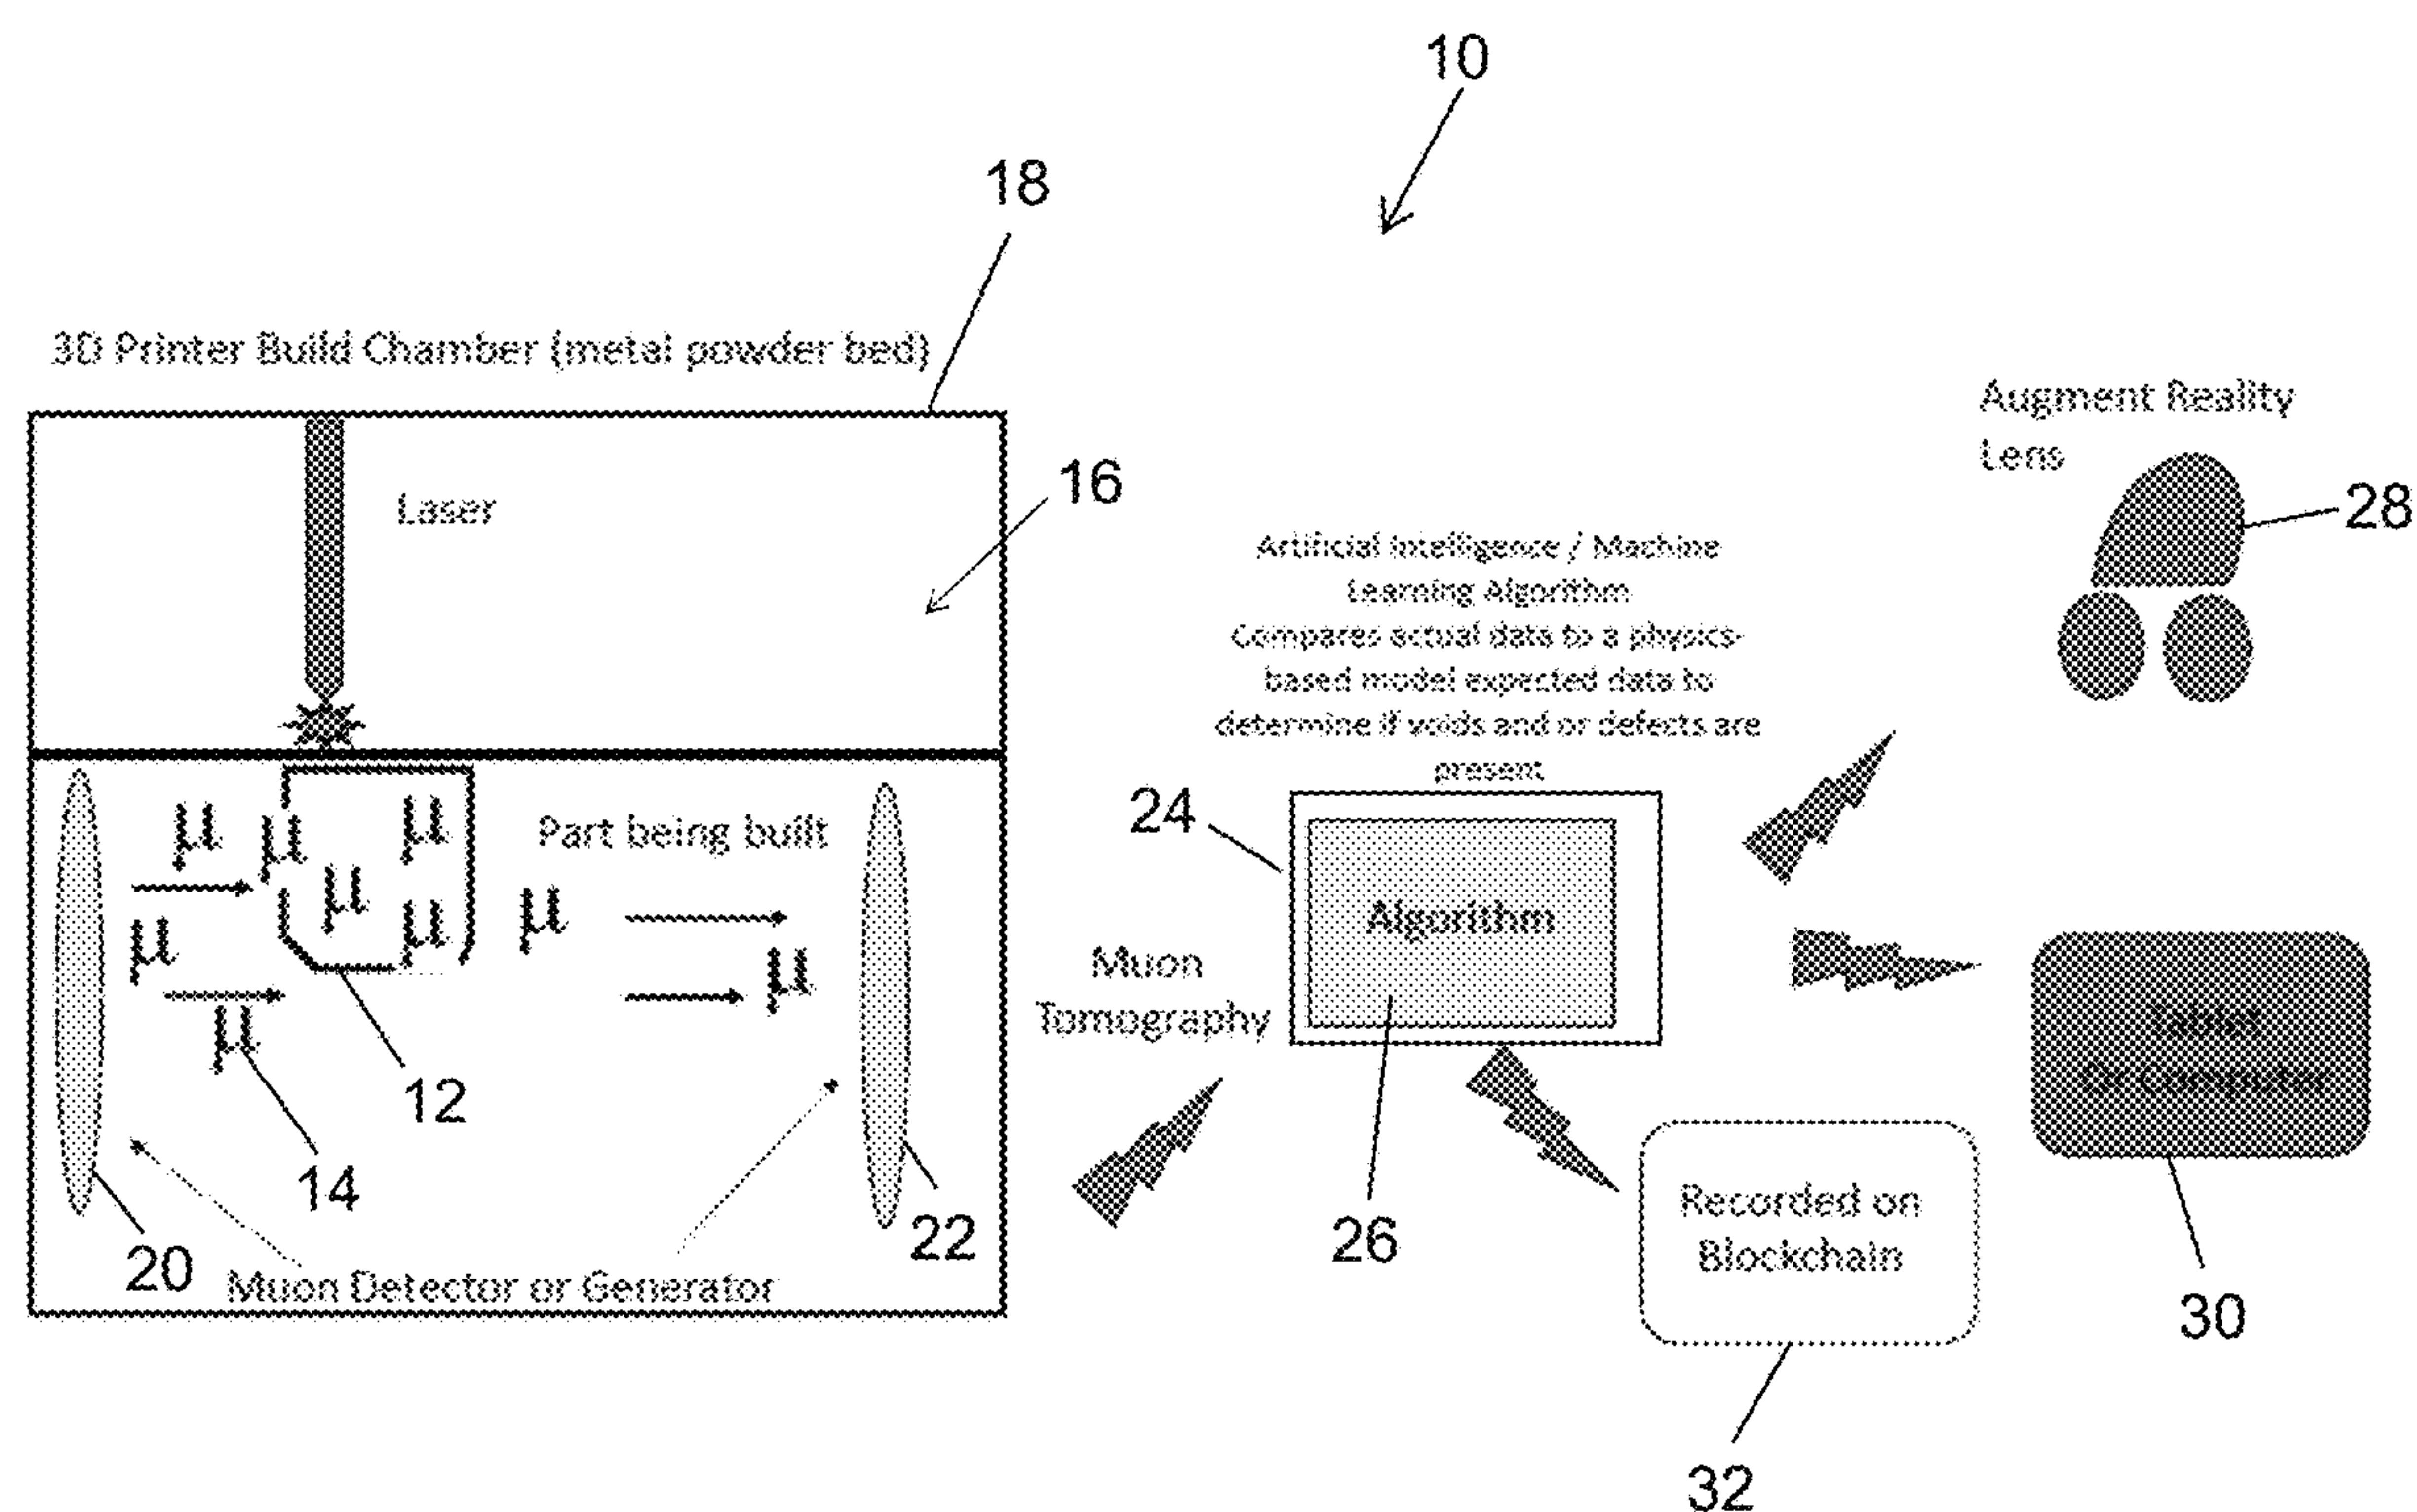 10
18
3D Printer Build Chamber (metal powder bed)
Augment Reality
Lens
28
16
Laser
Artificial Intelligence / Machine
Learning Algorithm
Compares actual data to a physics-
based model expected data to
determine if voids and or defects are
present
24
Algorithm
µ
µ
µ
Part being built
µ
µ
µ
µ
µ
µ
Muon
Tomography
Tablet
Or Computer
12
14
20
22
Muon Detector or Generator
26
Recorded on
Blockchain
30
32